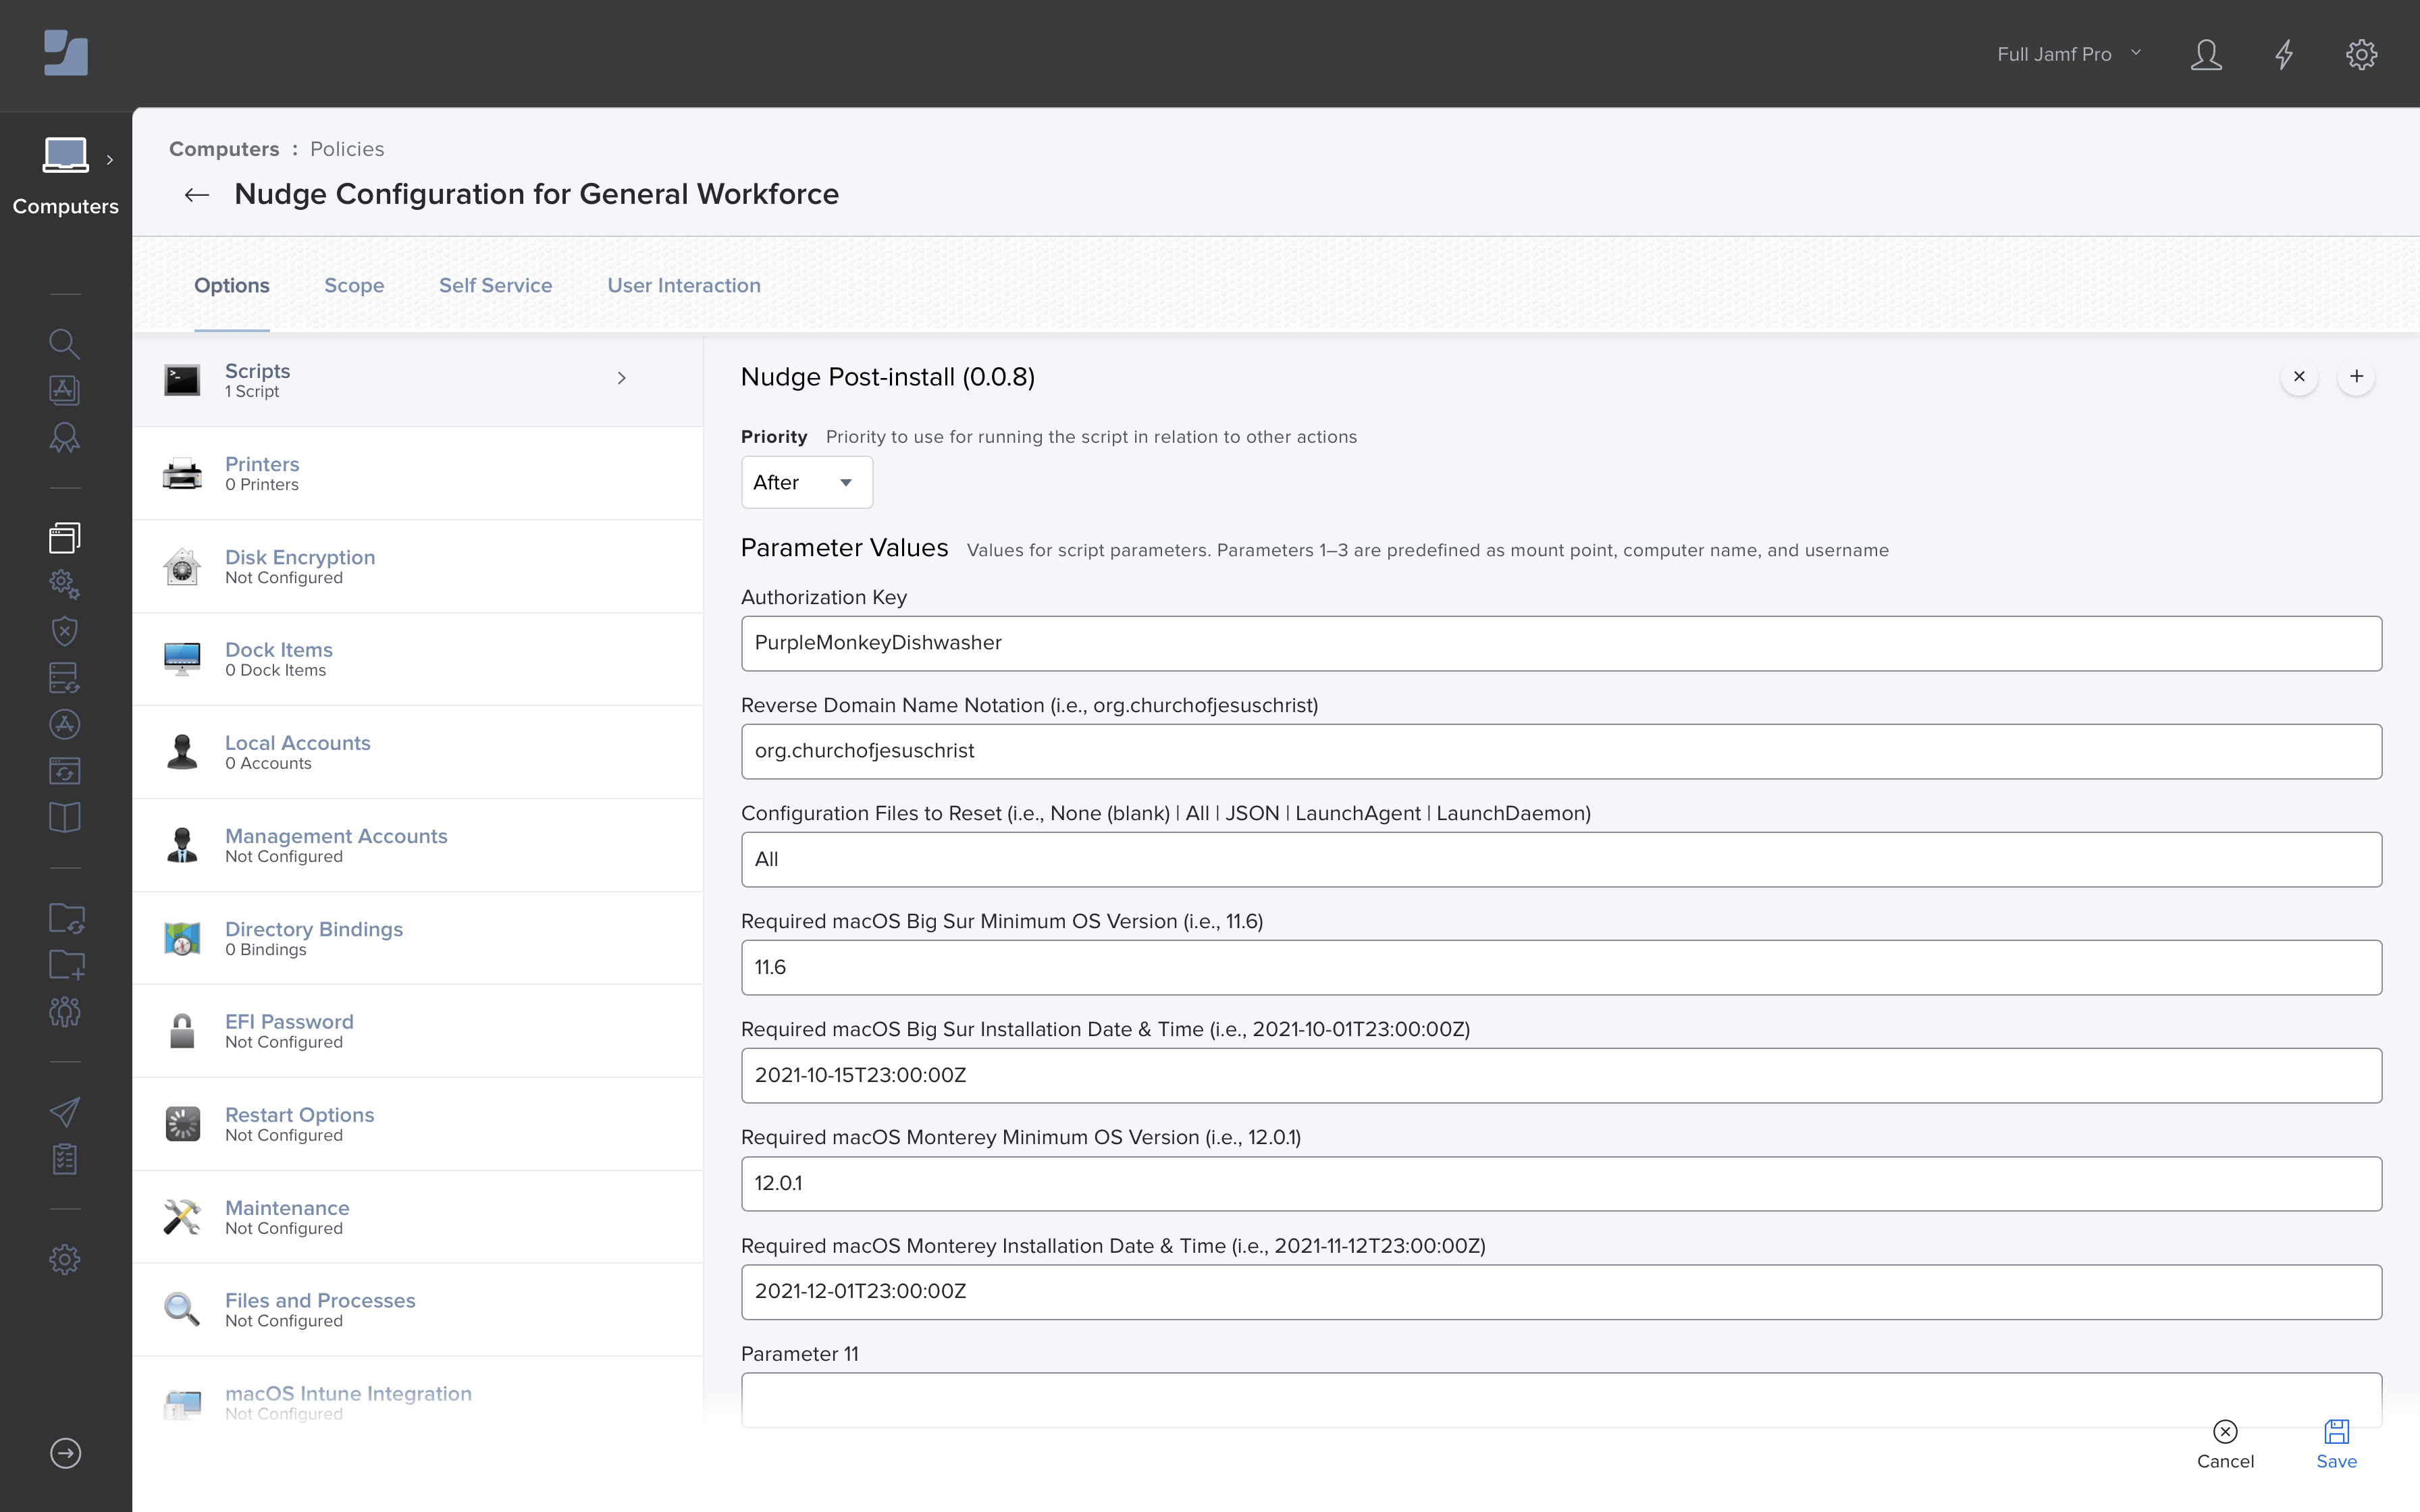 Full Jamf Pro
Computers
Computers : Policies
Nudge Configuration for General Workforce
Options Scope Self Service User Interaction
Scripts
1 Script
Printers
0 Printers
Disk Encryption
Not Configured
Dock Items
0 Dock Items
Local Accounts
0 Accounts
Management Accounts
Not Configured
Directory Bindings
0 Bindings
EFI Password
Not Configured
Restart Options
Not Configured
Maintenance
Not Configured
Files and Processes
Not Configured
macOS Intune Integration
Not Configured
Nudge Post-install (0.0.8)
Priority Priority to use for running the script in relation to other actions
After
Parameter Values Values for script parameters. Parameters 1–3 are predefined as mount point, computer name, and username
Authorization Key
PurpleMonkeyDishwasher
Reverse Domain Name Notation (i.e., org.churchofjesuschrist)
org.churchofjesuschrist
Configuration Files to Reset (i.e., None (blank) | All | JSON | LaunchAgent | LaunchDaemon)
All
Required macOS Big Sur Minimum OS Version (i.e., 11.6)
11.6
Required macOS Big Sur Installation Date & Time (i.e., 2021-10-01T23:00:00Z)
2021-10-15T23:00:00Z
Required macOS Monterey Minimum OS Version (i.e., 12.0.1)
12.0.1
Required macOS Monterey Installation Date & Time (i.e., 2021-11-12T23:00:00Z)
2021-12-01T23:00:00Z
Parameter 11
Cancel Save